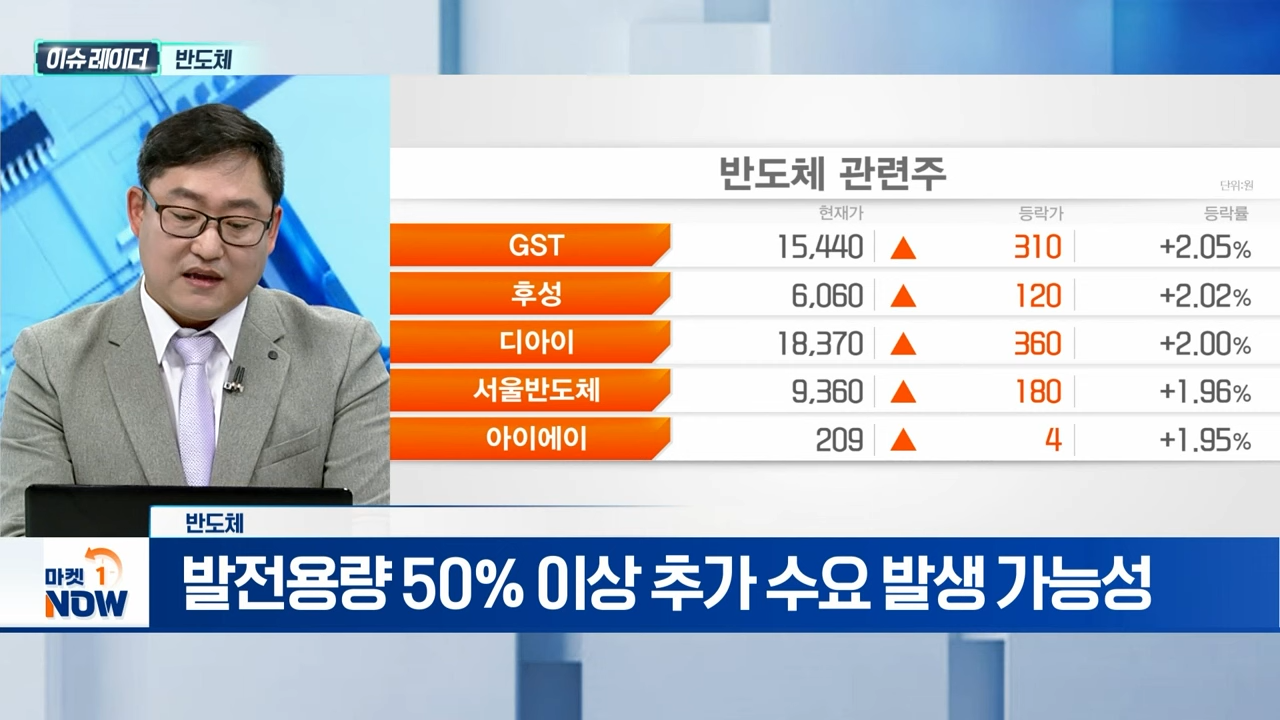 이슈 레이더 반도체
반도체 관련주
단위:원
현재가 등락가 등락률
GST 15,440 ▲ 310 +2.05%
후성 6,060 ▲ 120 +2.02%
디아이 18,370 ▲ 360 +2.00%
서울반도체 9,360 ▲ 180 +1.96%
아이에이 209 ▲ 4 +1.95%
반도체
마켓 1
NOW
발전용량 50% 이상 추가 수요 발생 가능성